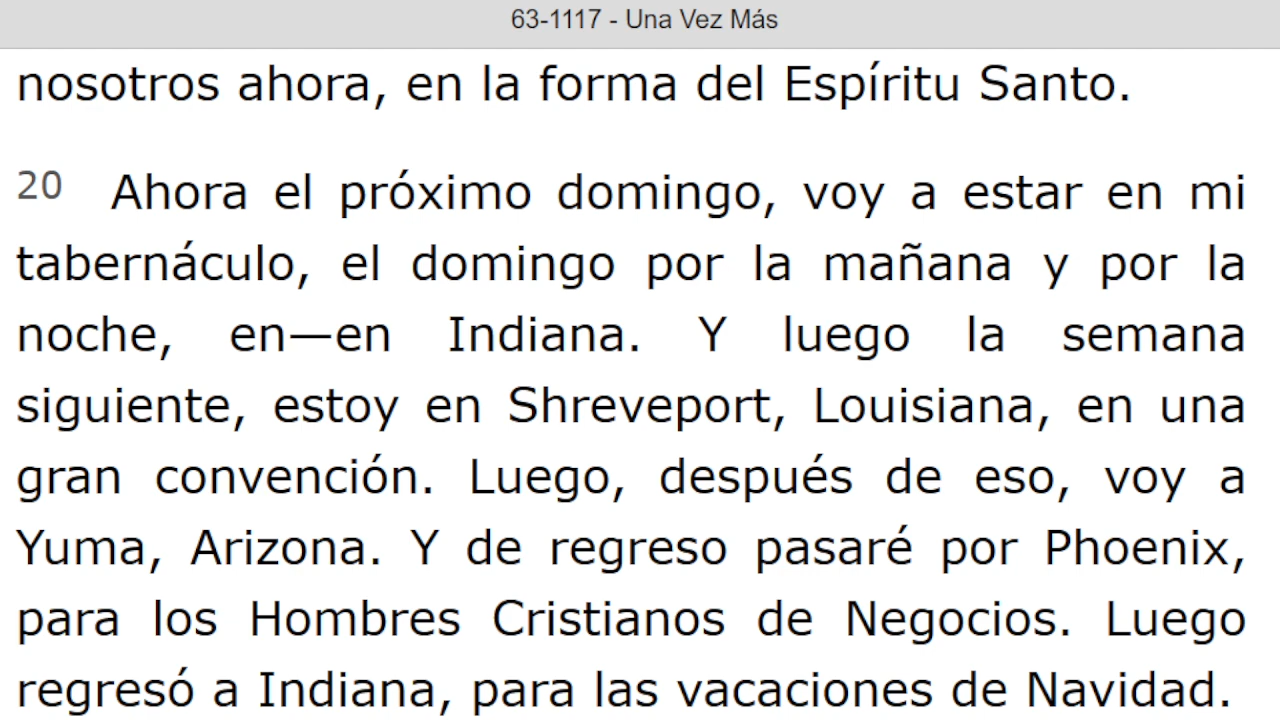 63-1117 - Una Vez Más
nosotros ahora, en la forma del Espíritu Santo.
20 Ahora el próximo domingo, voy a estar en mi
tabernáculo, el domingo por la mañana y por la
noche, en—en Indiana. Y luego la semana
siguiente, estoy en Shreveport, Louisiana, en una
gran convención. Luego, después de eso, voy a
Yuma, Arizona. Y de regreso pasaré por Phoenix,
para los Hombres Cristianos de Negocios. Luego
regresó a Indiana, para las vacaciones de Navidad.